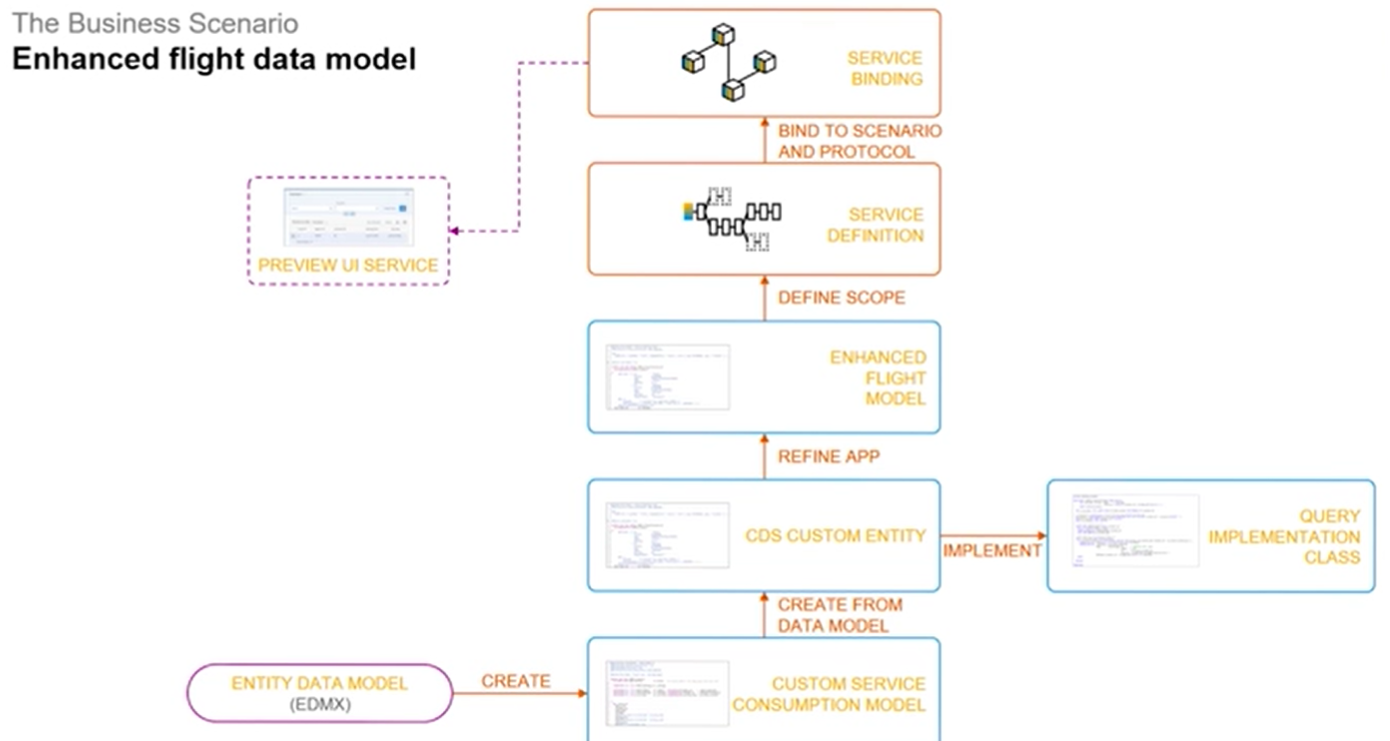 The Business Scenario
Enhanced flight data model
SERVICE
BINDING
BIND TO SCENARIO
AND PROTOCOL
SERVICE
DEFINITION
PREVIEW UI SERVICE
DEFINE SCOPE
ENHANCED
FLIGHT
MODEL
REFINE APP
CDS CUSTOM ENTITY
IMPLEMENT
QUERY
IMPLEMENTATION
CLASS
CREATE FROM
DATA MODEL
ENTITY DATA MODEL
(EDMX)
CREATE
CUSTOM SERVICE
CONSUMPTION MODEL